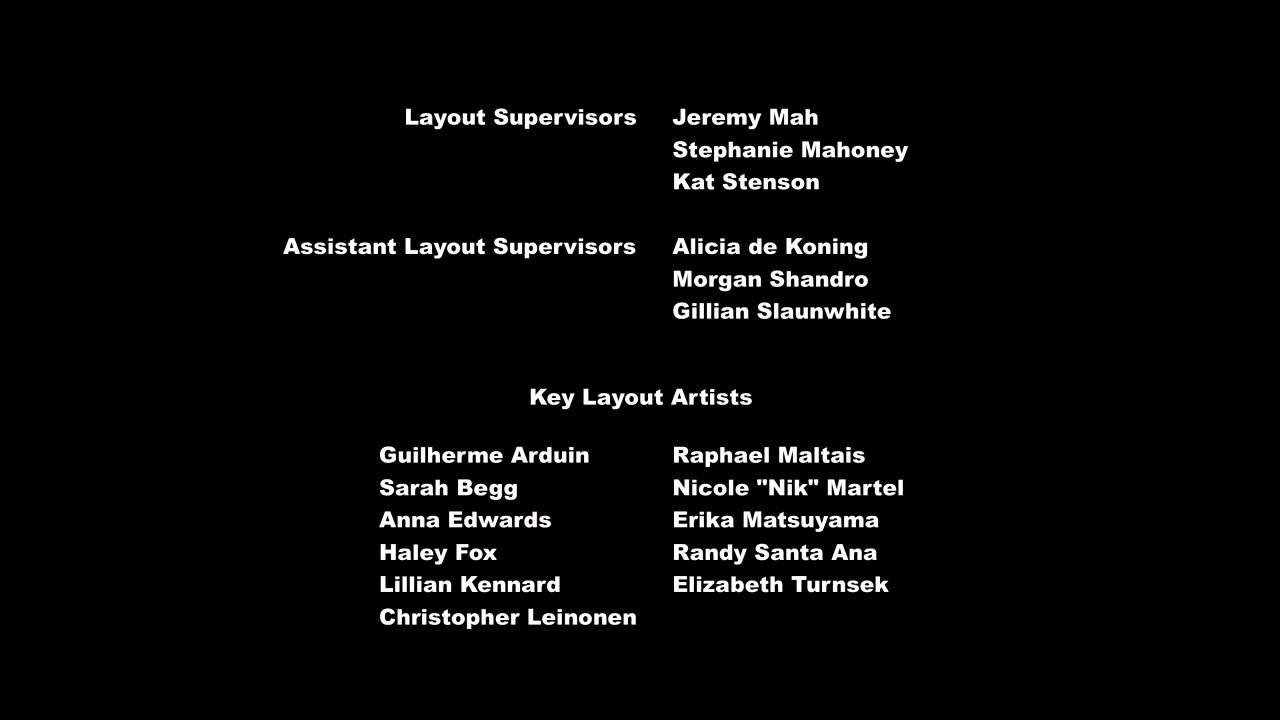 Layout Supervisors Jeremy Mah
Stephanie Mahoney
Kat Stenson
Assistant Layout Supervisors Alicia de Koning
Morgan Shandro
Gillian Slaunwhite
Key Layout Artists
Guilherme Arduin Raphael Maltais
Sarah Begg Nicole "Nik" Martel
Anna Edwards Erika Matsuyama
Haley Fox Randy Santa Ana
Lillian Kennard Elizabeth Turnsek
Christopher Leinonen